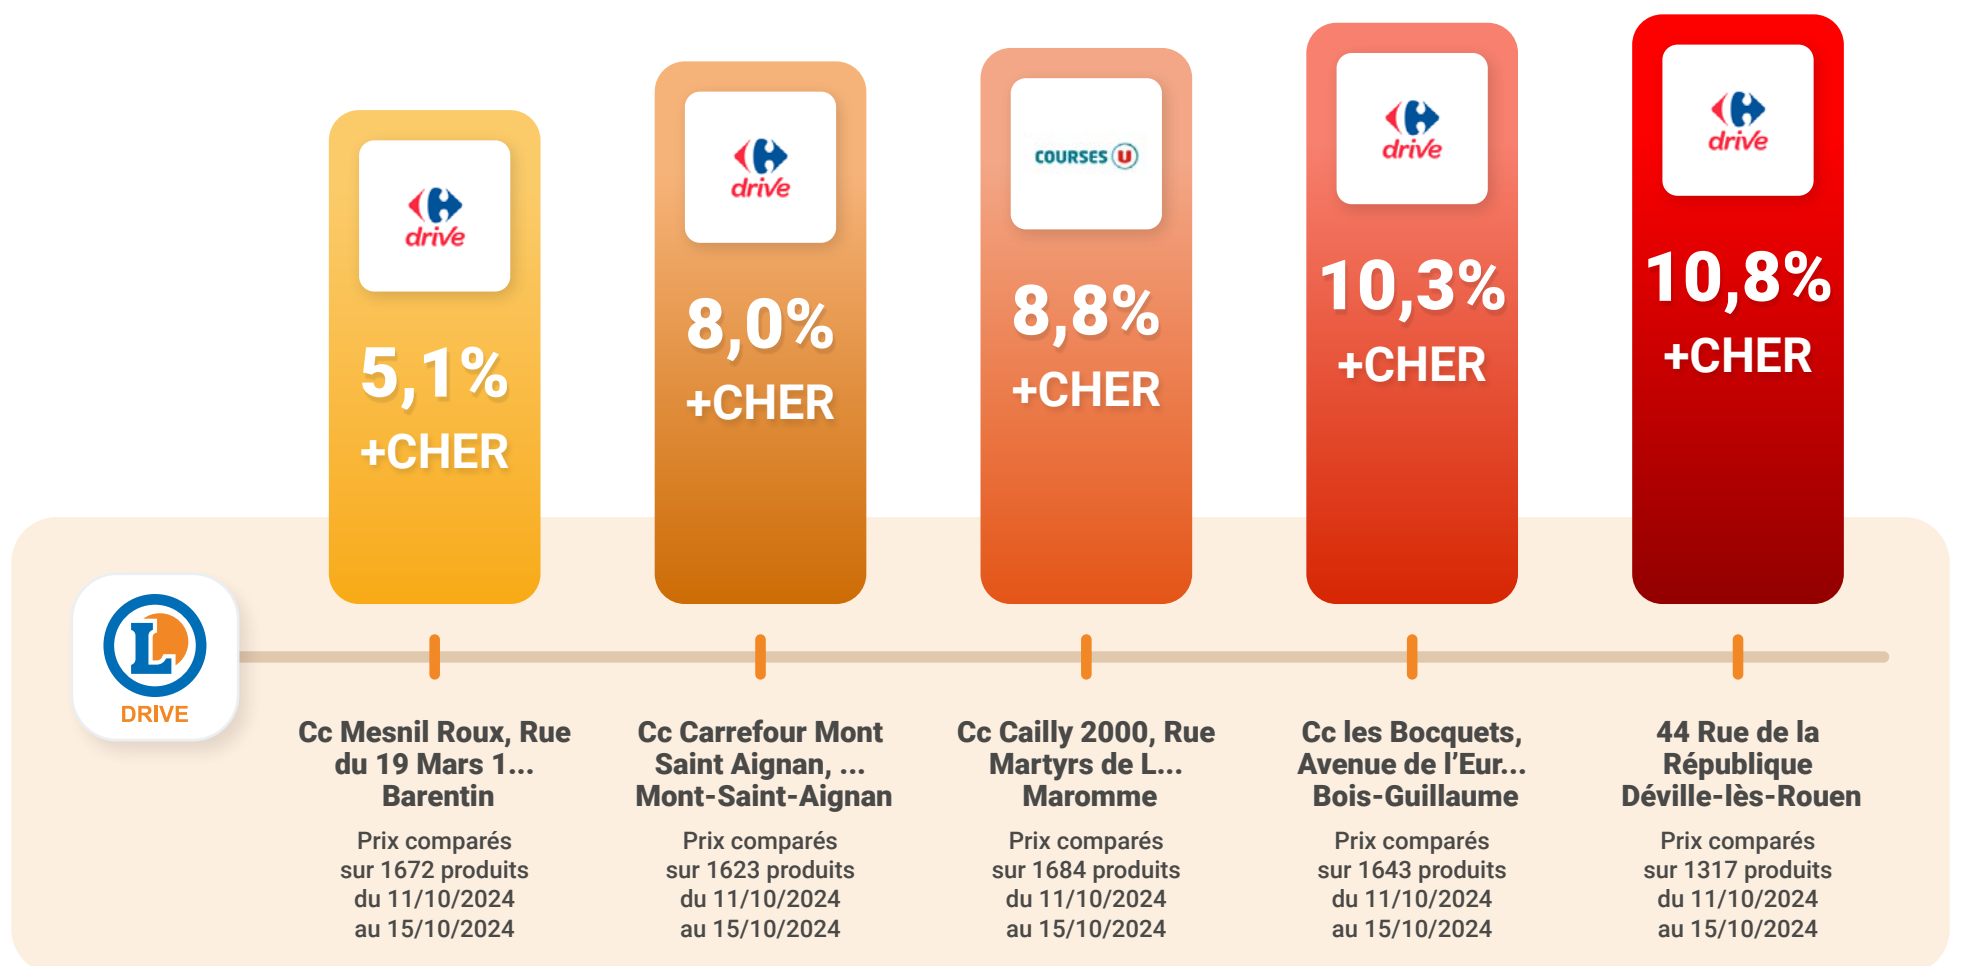 drive
5,1%
+CHER
drive
8,0%
+CHER
COURSES U
8,8%
+CHER
drive
10,3%
+CHER
drive
10,8%
+CHER
L
DRIVE
Cc Mesnil Roux, Rue
du 19 Mars 1...
Barentin
Prix comparés
sur 1672 produits
du 11/10/2024
au 15/10/2024
Cc Carrefour Mont
Saint Aignan, ...
Mont-Saint-Aignan
Prix comparés
sur 1623 produits
du 11/10/2024
au 15/10/2024
Cc Cailly 2000, Rue
Martyrs de L...
Maromme
Prix comparés
sur 1684 produits
du 11/10/2024
au 15/10/2024
Cc les Bocquets,
Avenue de l’Eur...
Bois-Guillaume
Prix comparés
sur 1643 produits
du 11/10/2024
au 15/10/2024
44 Rue de la
République
Déville-lès-Rouen
Prix comparés
sur 1317 produits
du 11/10/2024
au 15/10/2024